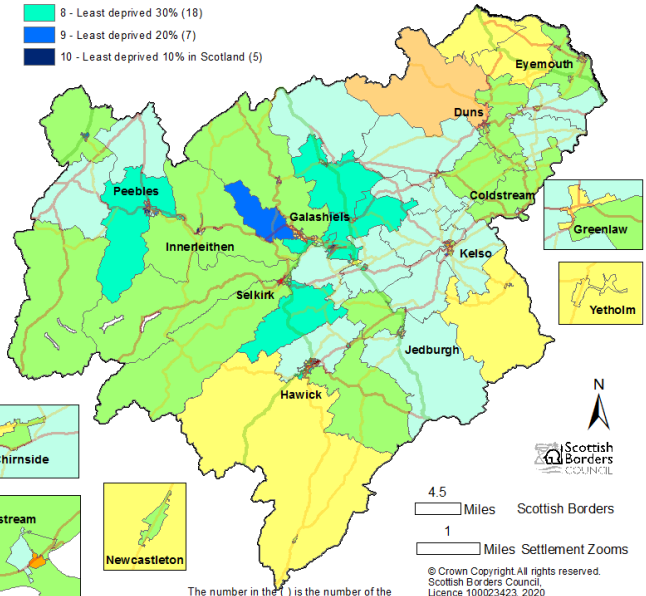 8 - Least deprived 30% (18)
9 - Least deprived 20% (7)
10 - Least deprived 10% in Scotland (5)
Eyemouth
Duns
Peebles
Coldstream
Galashiels
Greenlaw
Innerleithen
Kelso
Selkirk
Yetholm
Jedburgh
Hawick
N
hirnside
Scottish
Borders
COUNCIL
stream
4.5
Miles Scottish Borders
1
Miles Settlement Zooms
Newcastleton
© Crown Copyright. All rights reserved.
Scottish Borders Council,
Licence 100023423, 2020
The number in the ( ) is the number of the